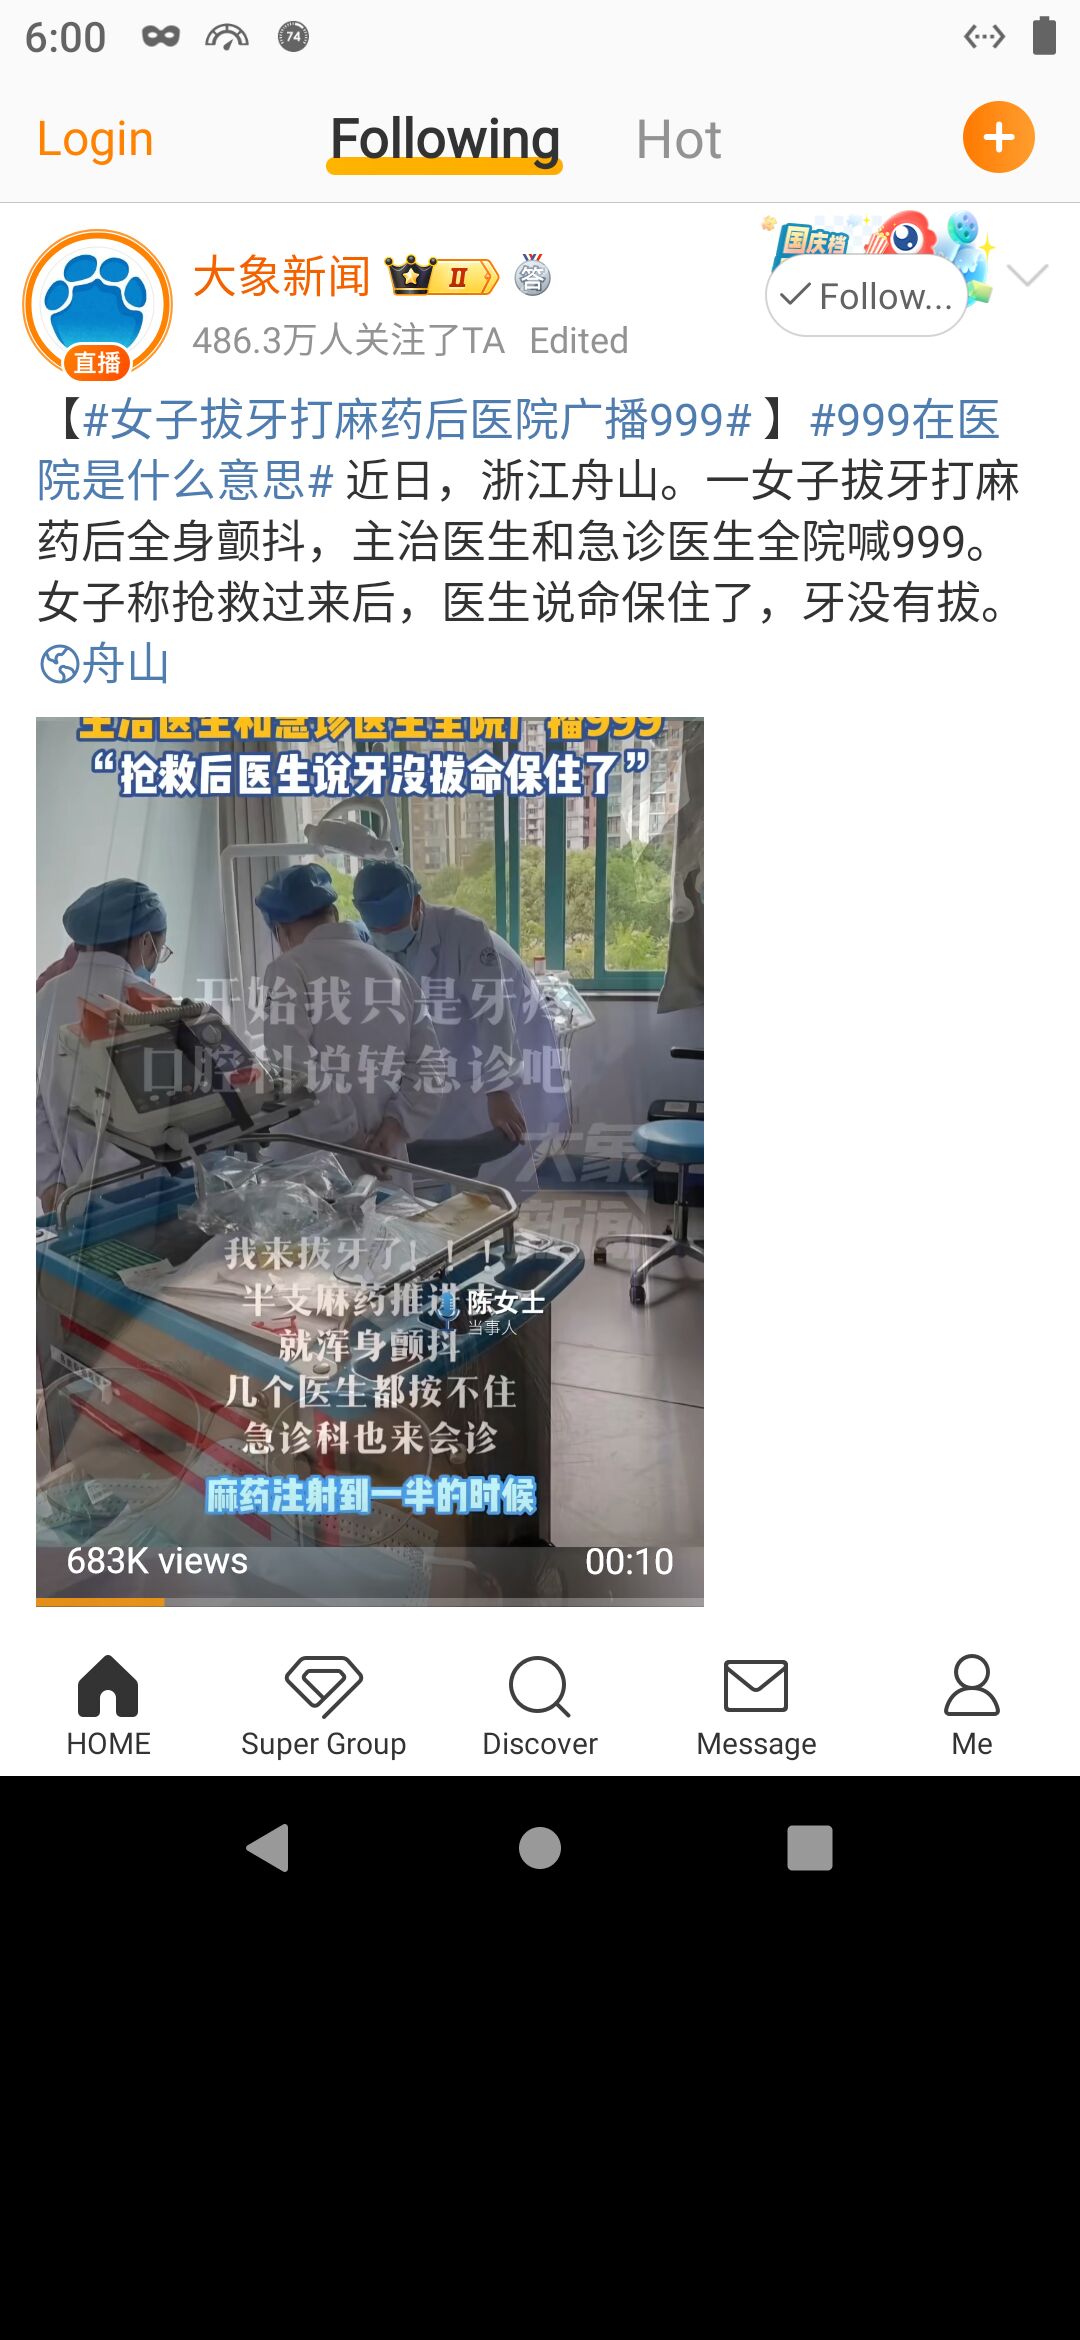 6:00
74
Login
Following
Hot
大象新闻
II
答
国庆档
486.3万人关注了TA Edited
Follow...
直播
【#女子拔牙打麻药后医院广播999#】#999在医
院是什么意思# 近日，浙江舟山。一女子拔牙打麻
药后全身颤抖，主治医生和急诊医生全院喊999。
女子称抢救过来后，医生说命保住了，牙没有拔。
舟山
主治医生和急诊医生全院广播999
“抢救后医生说牙没拔命保住了”
一开始我只是牙疼
口腔科说转急诊吧
大象
新闻
我来拔牙了！！！
半支麻药推进
陈女士
当事人
就浑身颤抖
几个医生都按不住
急诊科也来会诊
麻药注射到一半的时候
683K views
00:10
HOME
Super Group
Discover
Message
Me